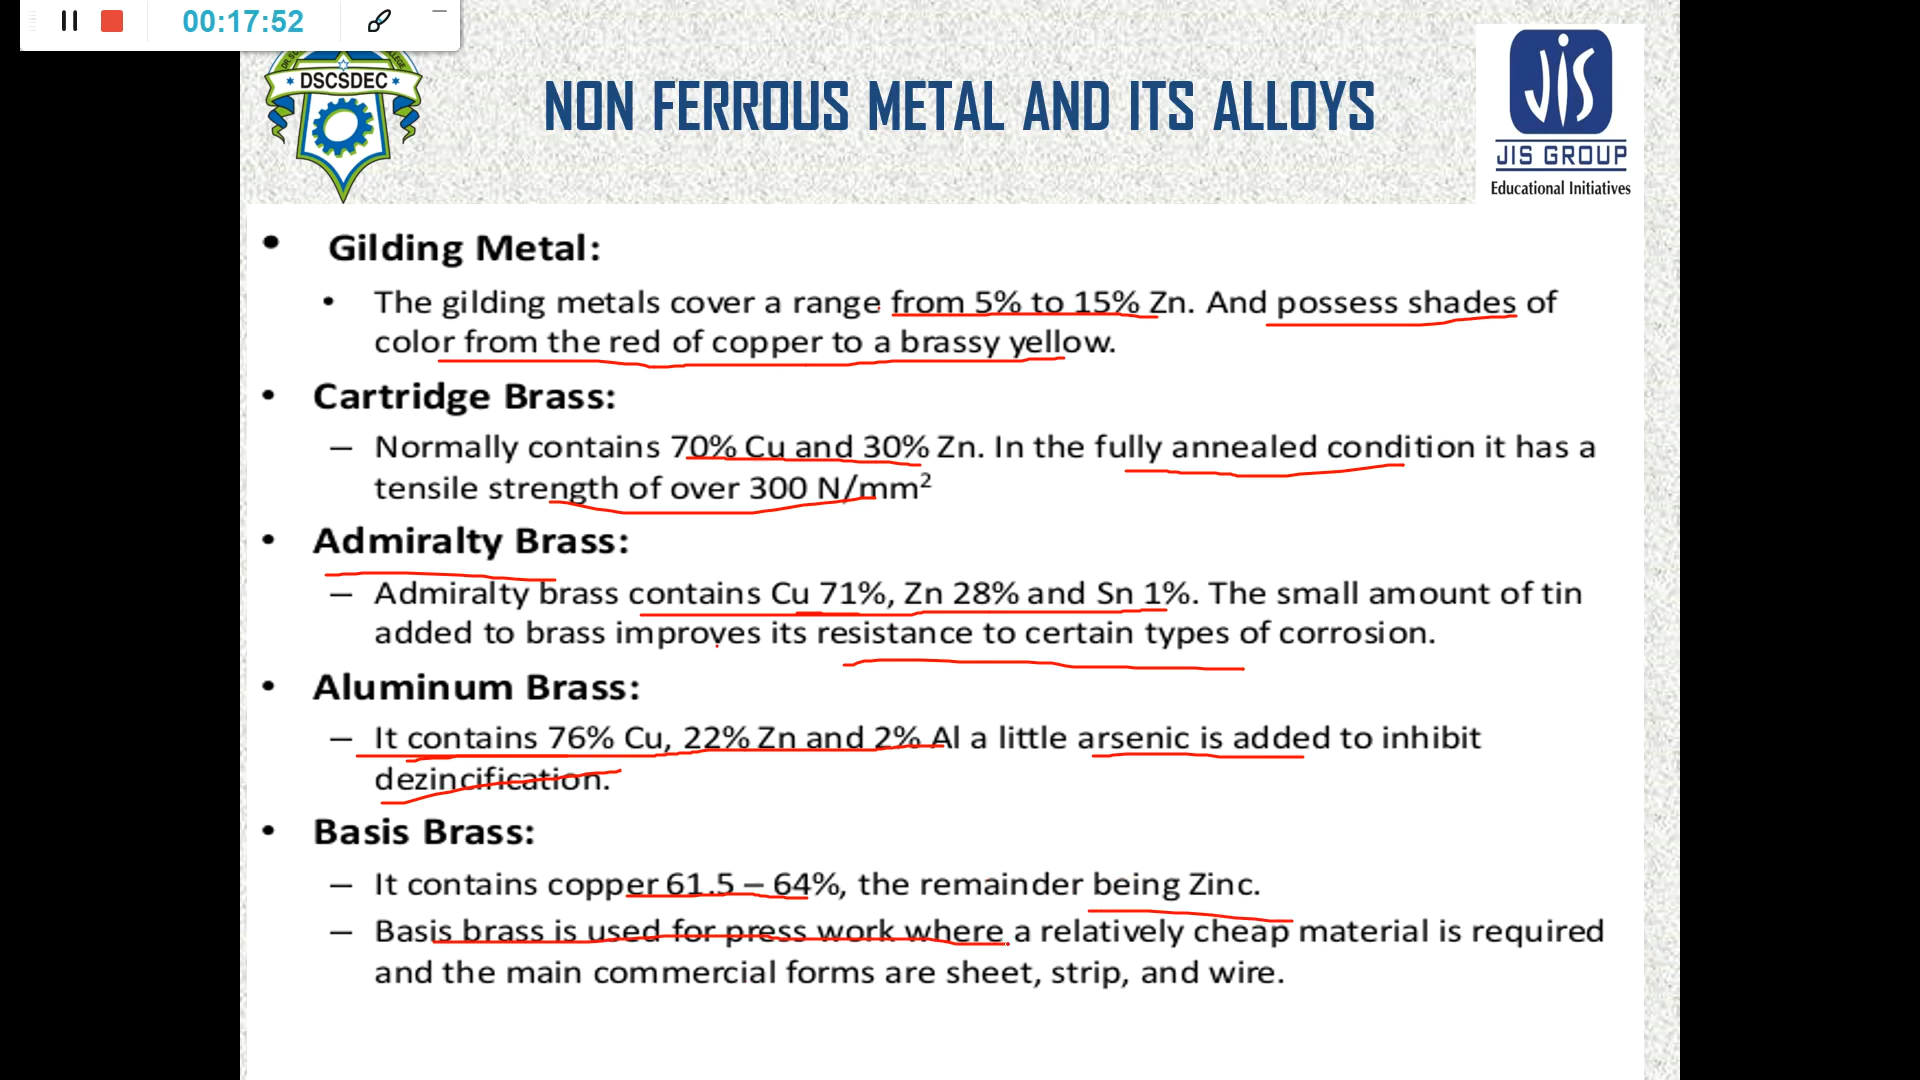 00:17:52
DSCSDEC
NON FERROUS METAL AND ITS ALLOYS
JiS
JIS GROUP
Educational Initiatives
• Gilding Metal:
• The gilding metals cover a range from 5% to 15% Zn. And possess shades of
color from the red of copper to a brassy yellow.
• Cartridge Brass:
– Normally contains 70% Cu and 30% Zn. In the fully annealed condition it has a
tensile strength of over 300 N/mm²
• Admiralty Brass:
– Admiralty brass contains Cu 71%, Zn 28% and Sn 1%. The small amount of tin
added to brass improves its resistance to certain types of corrosion.
• Aluminum Brass:
– It contains 76% Cu, 22% Zn and 2% Al a little arsenic is added to inhibit
dezincification.
• Basis Brass:
– It contains copper 61.5 – 64%, the remainder being Zinc.
– Basis brass is used for press work where a relatively cheap material is required
and the main commercial forms are sheet, strip, and wire.